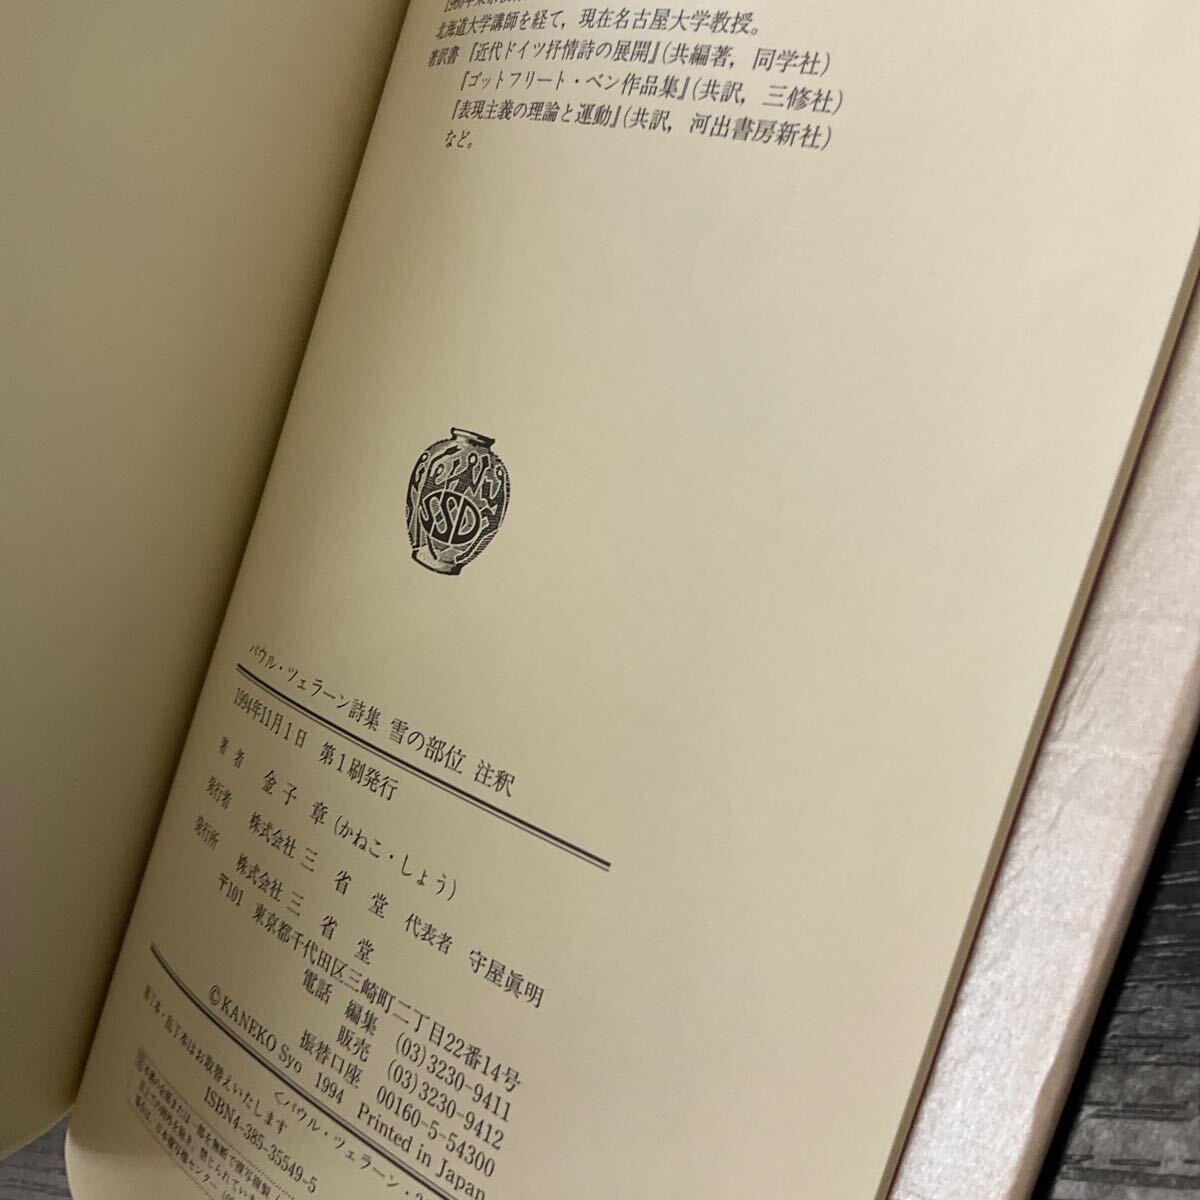 北海道大学講師を経て，現在名古屋大学教授。
著訳書『近代ドイツ抒情詩の展開』(共編著，同学社)
『ゴットフリート・ベン作品集』(共訳，三修社)
『表現主義の理論と運動』(共訳，河出書房新社)
など。
SSD
パウル・ツェラーン詩集 雪の部位 注釈
1994年11月1日 第1刷発行
著者 金子 章(かねこ・しょう)
発行者 株式会社 三省堂 代表者 守屋眞明
発行所 株式会社 三省堂
〒101 東京都千代田区三崎町二丁目22番14号
電話 編集 (03)3230-9411
販売 (03)3230-9412
振替口座 00160-5-54300
©KANEKO Syo 1994 Printed in Japan
落丁本・乱丁本はお取替えいたします 〈パウル・ツェラーン・
ISBN4-385-35549-5